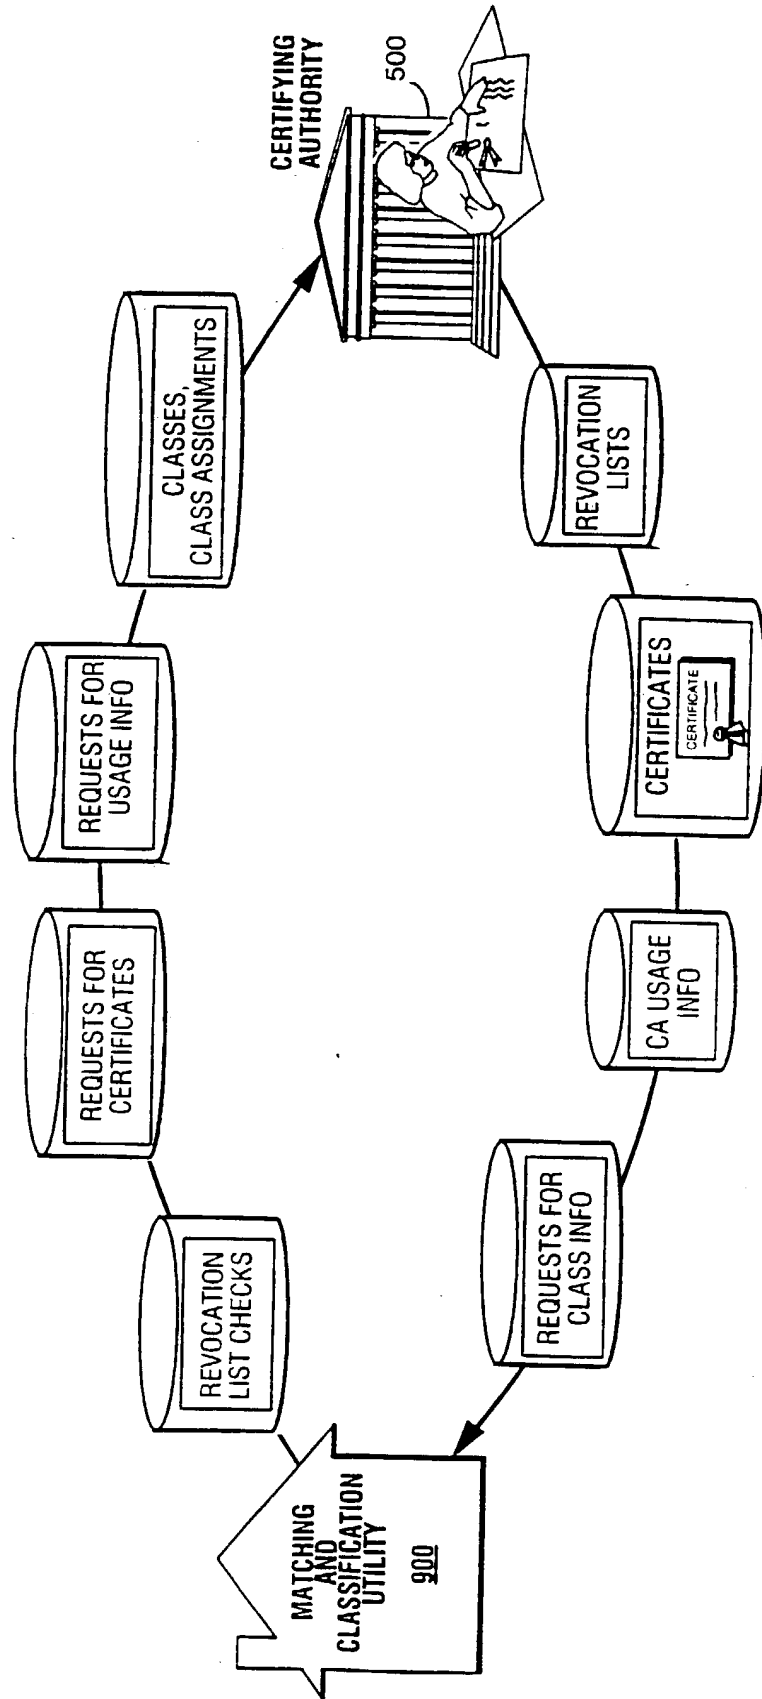 CERTIFYING
AUTHORITY
500
CLASSES,
CLASS ASSIGNMENTS
REQUESTS FOR
USAGE INFO
REQUESTS FOR
CERTIFICATES
REVOCATION
LIST CHECKS
MATCHING
AND
CLASSIFICATION
UTILITY
900
REVOCATION
LISTS
CERTIFICATES
CERTIFICATE
CA USAGE
INFO
REQUESTS FOR
CLASS INFO